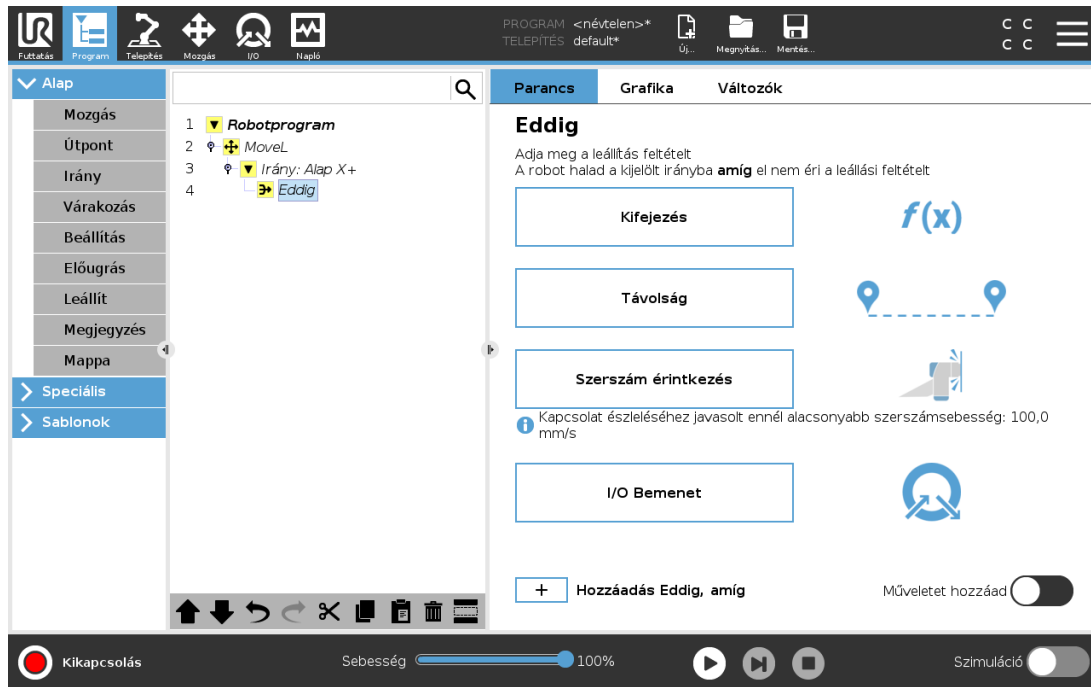 UR
Futtatás
Program
Telepítés
Mozgás
I/O
Napló
PROGRAM <névtelen>*
TELEPÍTÉS default*
Új...
Megnyitás...
Mentés...
C C
C C
Alap
Mozgás
Útpont
Irány
Várakozás
Beállítás
Előugrás
Leállít
Megjegyzés
Mappa
Speciális
Sablonok
1 Robotprogram
2 MoveL
3 Irány: Alap X+
4 Eddig
Parancs
Grafika
Változók
Eddig
Adja meg a leállítás feltételt
A robot halad a kijelölt irányba amíg el nem éri a leállási feltételt
Kifejezés
f(x)
Távolság
Szerszám érintkezés
Kapcsolat észleléséhez javasolt ennél alacsonyabb szerszámsebesség: 100,0
mm/s
I/O Bemenet
+ Hozzáadás Eddig, amíg
Műveletet hozzáad
Kikapcsolás
Sebesség 100%
Szimuláció